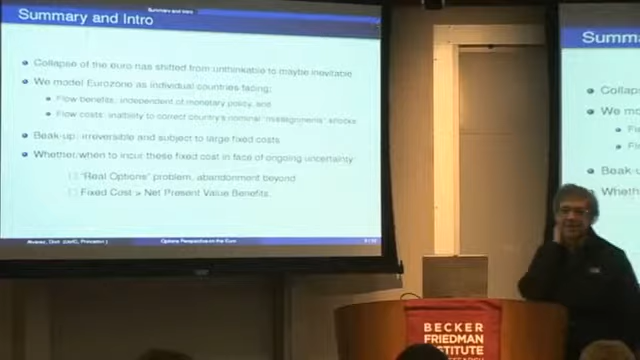 Summary and Intro
Summary and Intro
Collapse of the euro has shifted from unthinkable to maybe inevitable
We model Eurozone as individual countries facing:
Flow benefits, independent of monetary policy, and
Flow costs: inability to correct country's nominal "misalignments" shocks
Beak-up: irreversible and subject to large fixed costs
Whether/when to incur these fixed cost in face of ongoing uncertainty
"Real Options" problem, abandonment beyond
Fixed Cost > Net Present Value Benefits.
Options Perspective on the Euro
Summa
Collaps
We mo
Fl
Fl
Beak-u
Wheth
BECKER
FRIEDMAN
INSTITUTE